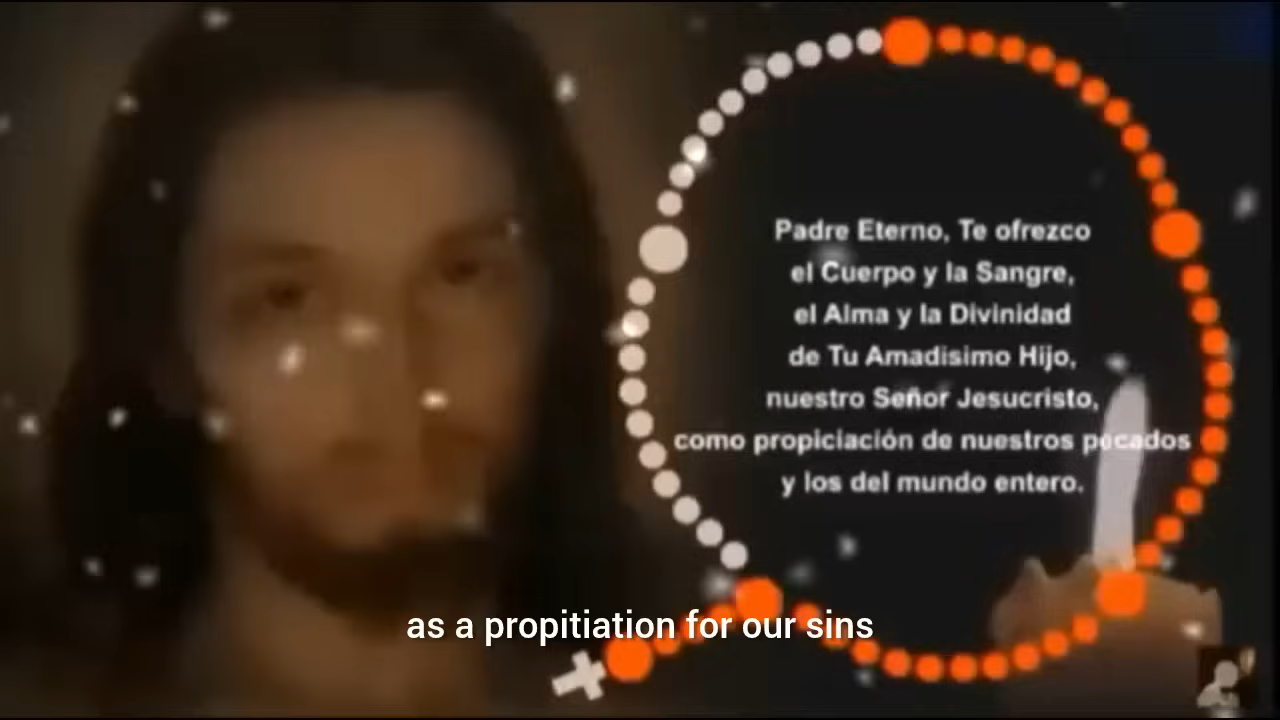 Padre Eterno, Te ofrezco
el Cuerpo y la Sangre,
el Alma y la Divinidad
de Tu Amadisimo Hijo,
nuestro Señor Jesucristo,
como propiciación de nuestros pecados
y los del mundo entero.
as a propitiation for our sins